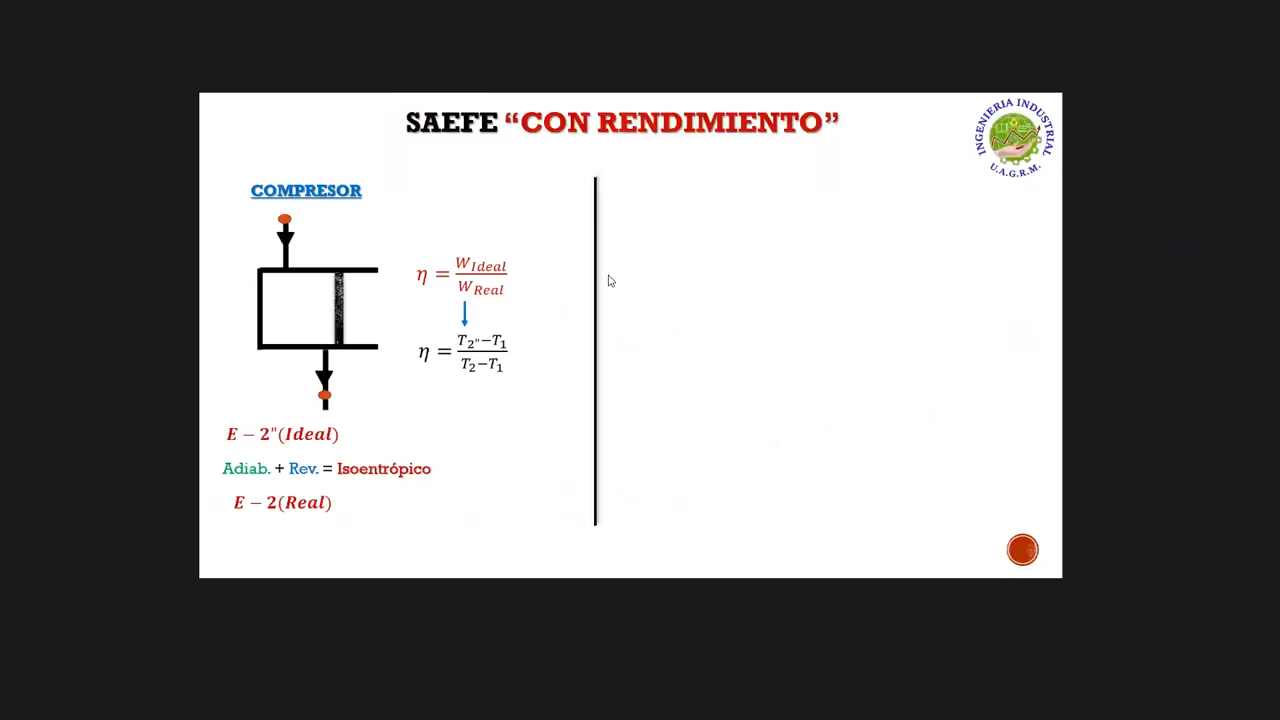 SAEFE “CON RENDIMIENTO”
INGENIERIA INDUSTRIAL
U.A.G.R.M.
COMPRESOR
η = W_Ideal / W_Real
η = T_2" − T_1 / T_2 − T_1
E − 2"(Ideal)
Adiab. + Rev. = Isoentrópico
E − 2(Real)